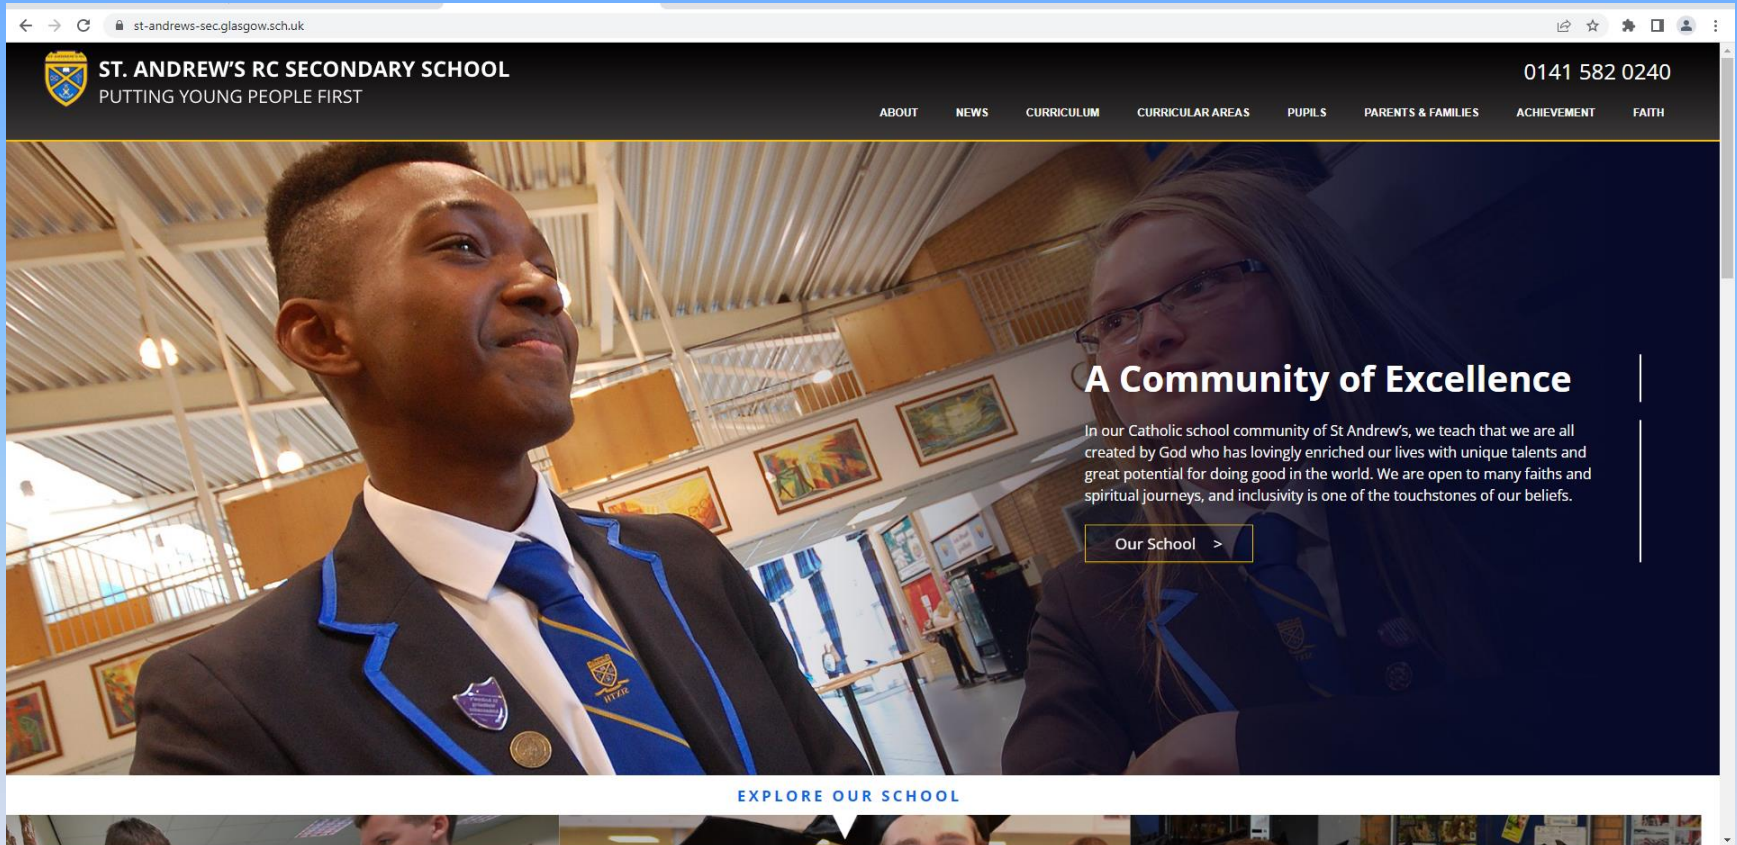 st-andrews-sec.glasgow.sch.uk
ST. ANDREW'S RC SECONDARY SCHOOL
PUTTING YOUNG PEOPLE FIRST
0141 582 0240
ABOUT NEWS CURRICULUM CURRICULAR AREAS PUPILS PARENTS & FAMILIES ACHIEVEMENT FAITH
A Community of Excellence
In our Catholic school community of St Andrew's, we teach that we are all
created by God who has lovingly enriched our lives with unique talents and
great potential for doing good in the world. We are open to many faiths and
spiritual journeys, and inclusivity is one of the touchstones of our beliefs.
Our School >
EXPLORE OUR SCHOOL